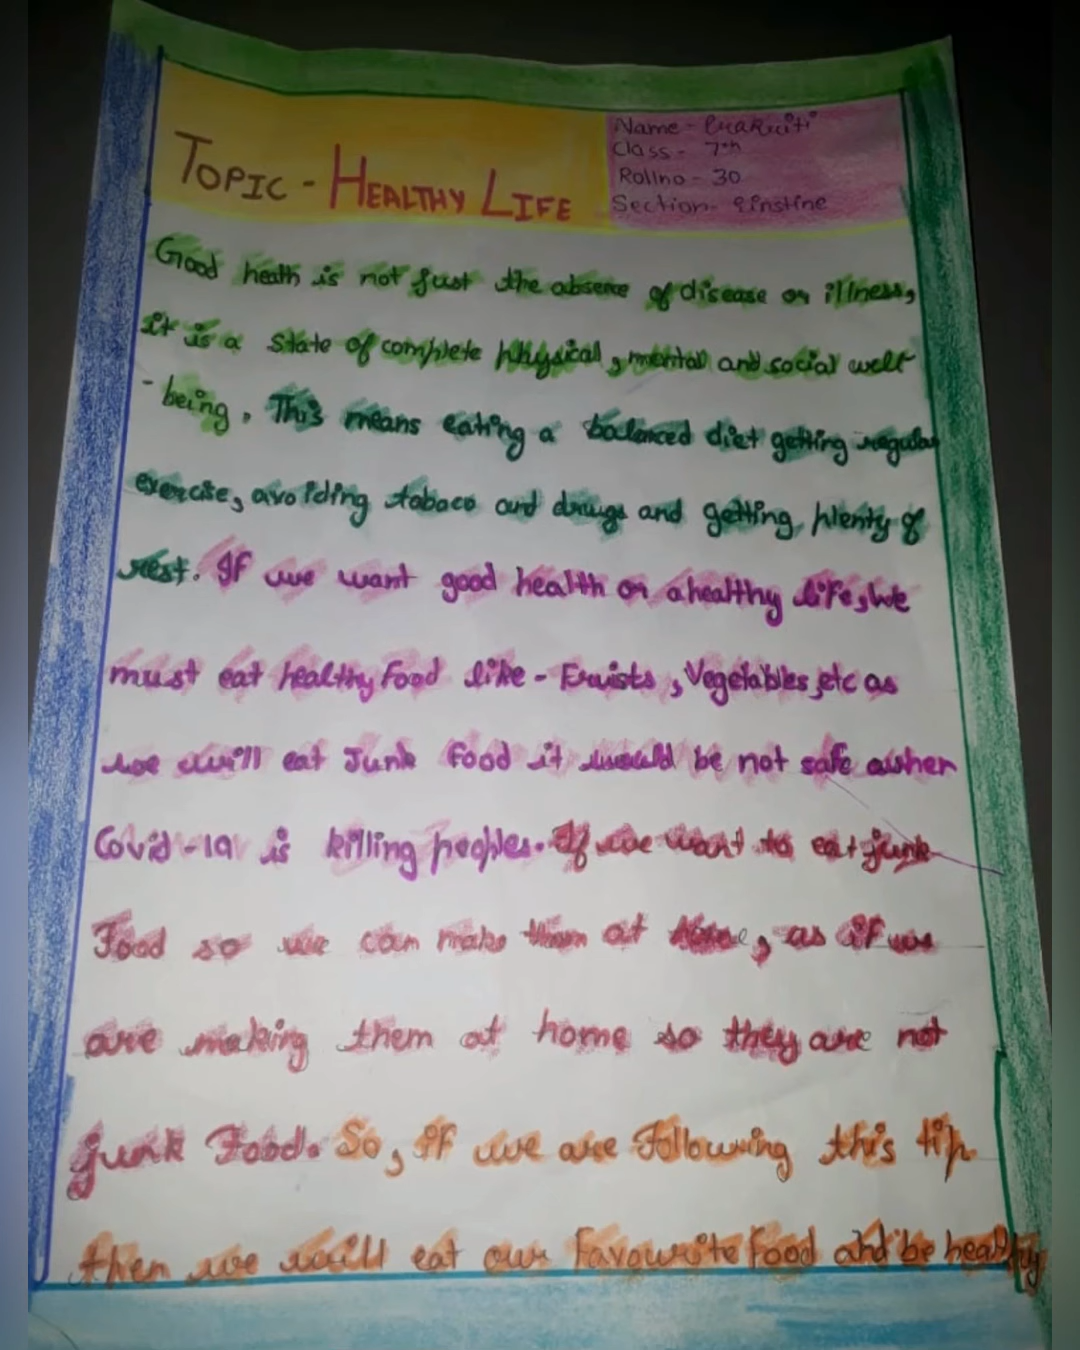 TOPIC - HEALTHY LIFE
Name -
Class - 7th
Rollno - 30
Section - einstine
Good heath is not just the absense of disease or illness,
it is a state of complete physical, mental and social well
- being. This means eating a balanced diet getting regular
exercise, avoiding tobaco and drugs and getting plenty of
rest. If we want good health or a healthy life, We
must eat healthy food like - Fruists, Vegetables, etc as
we will eat Junk food it would be not safe as
Covid - 19 is killing peoples. If we want to eat junk
Food so we can make them at home, as if we
are making them at home so they are not
junk Food. So, if we are following this tip
then we will eat our favourite food and be healthy